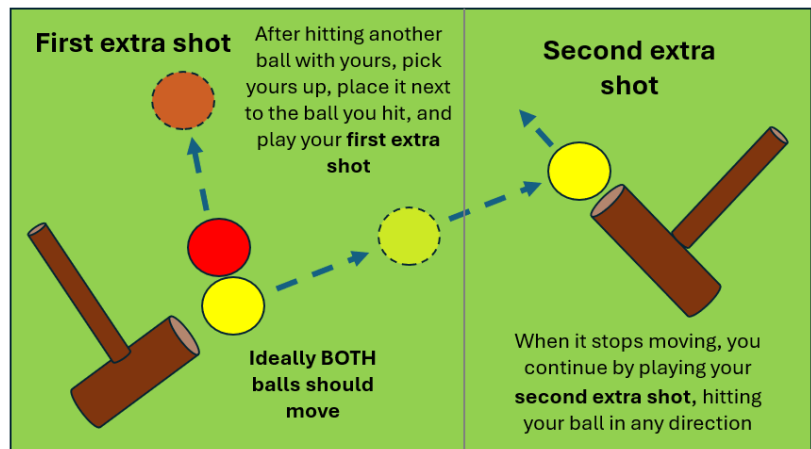 First extra shot
After hitting another
ball with yours, pick
yours up, place it next
to the ball you hit, and
play your first extra
shot
Ideally BOTH
balls should
move
Second extra
shot
When it stops moving, you
continue by playing your
second extra shot, hitting
your ball in any direction